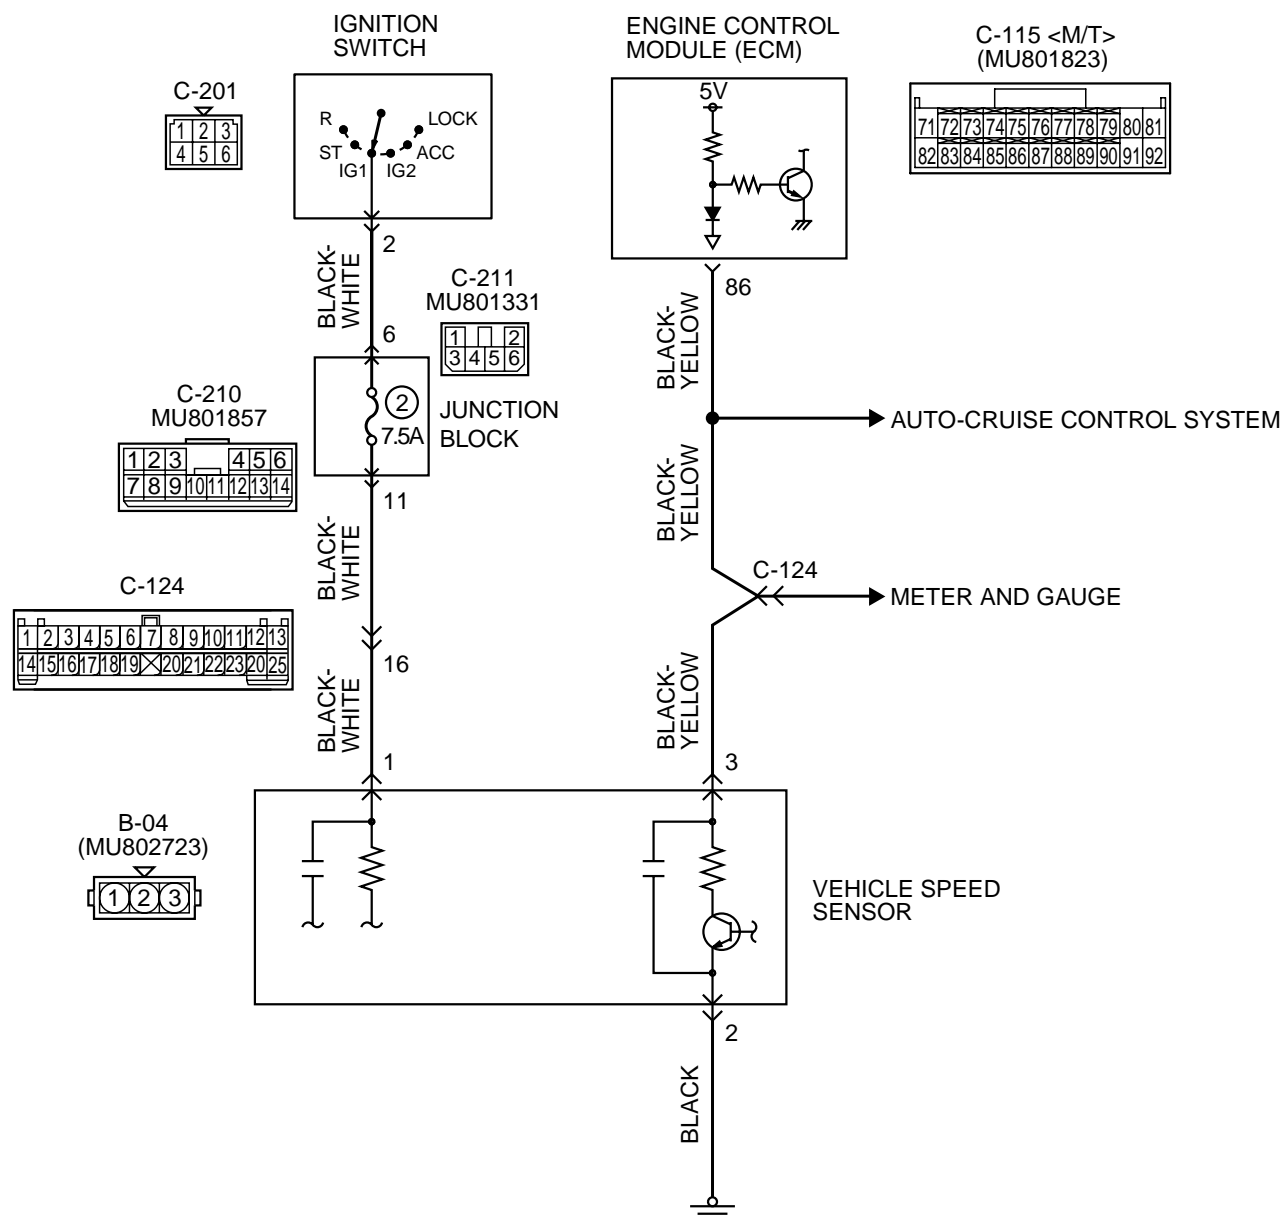 IGNITION
SWITCH
ENGINE CONTROL
MODULE (ECM)
C-115 <M/T>
(MU801823)
C-201
1 2 3
4 5 6
R
LOCK
ST
ACC
IG1
IG2
5V
71 72 73 74 75 76 77 78 79 80 81
82 83 84 85 86 87 88 89 90 91 92
2
BLACK-
WHITE
86
C-211
MU801331
1 2
3 4 5 6
6
BLACK-
YELLOW
C-210
MU801857
1 2 3 4 5 6
7 8 9 10 11 12 13 14
2
7.5A
JUNCTION
BLOCK
AUTO-CRUISE CONTROL SYSTEM
11
BLACK-
WHITE
BLACK-
YELLOW
C-124
METER AND GAUGE
C-124
1 2 3 4 5 6 7 8 9 10 11 12 13
14 15 16 17 18 19 20 21 22 23 20 25
16
BLACK-
WHITE
BLACK-
YELLOW
1
3
B-04
(MU802723)
1 2 3
VEHICLE SPEED
SENSOR
2
BLACK